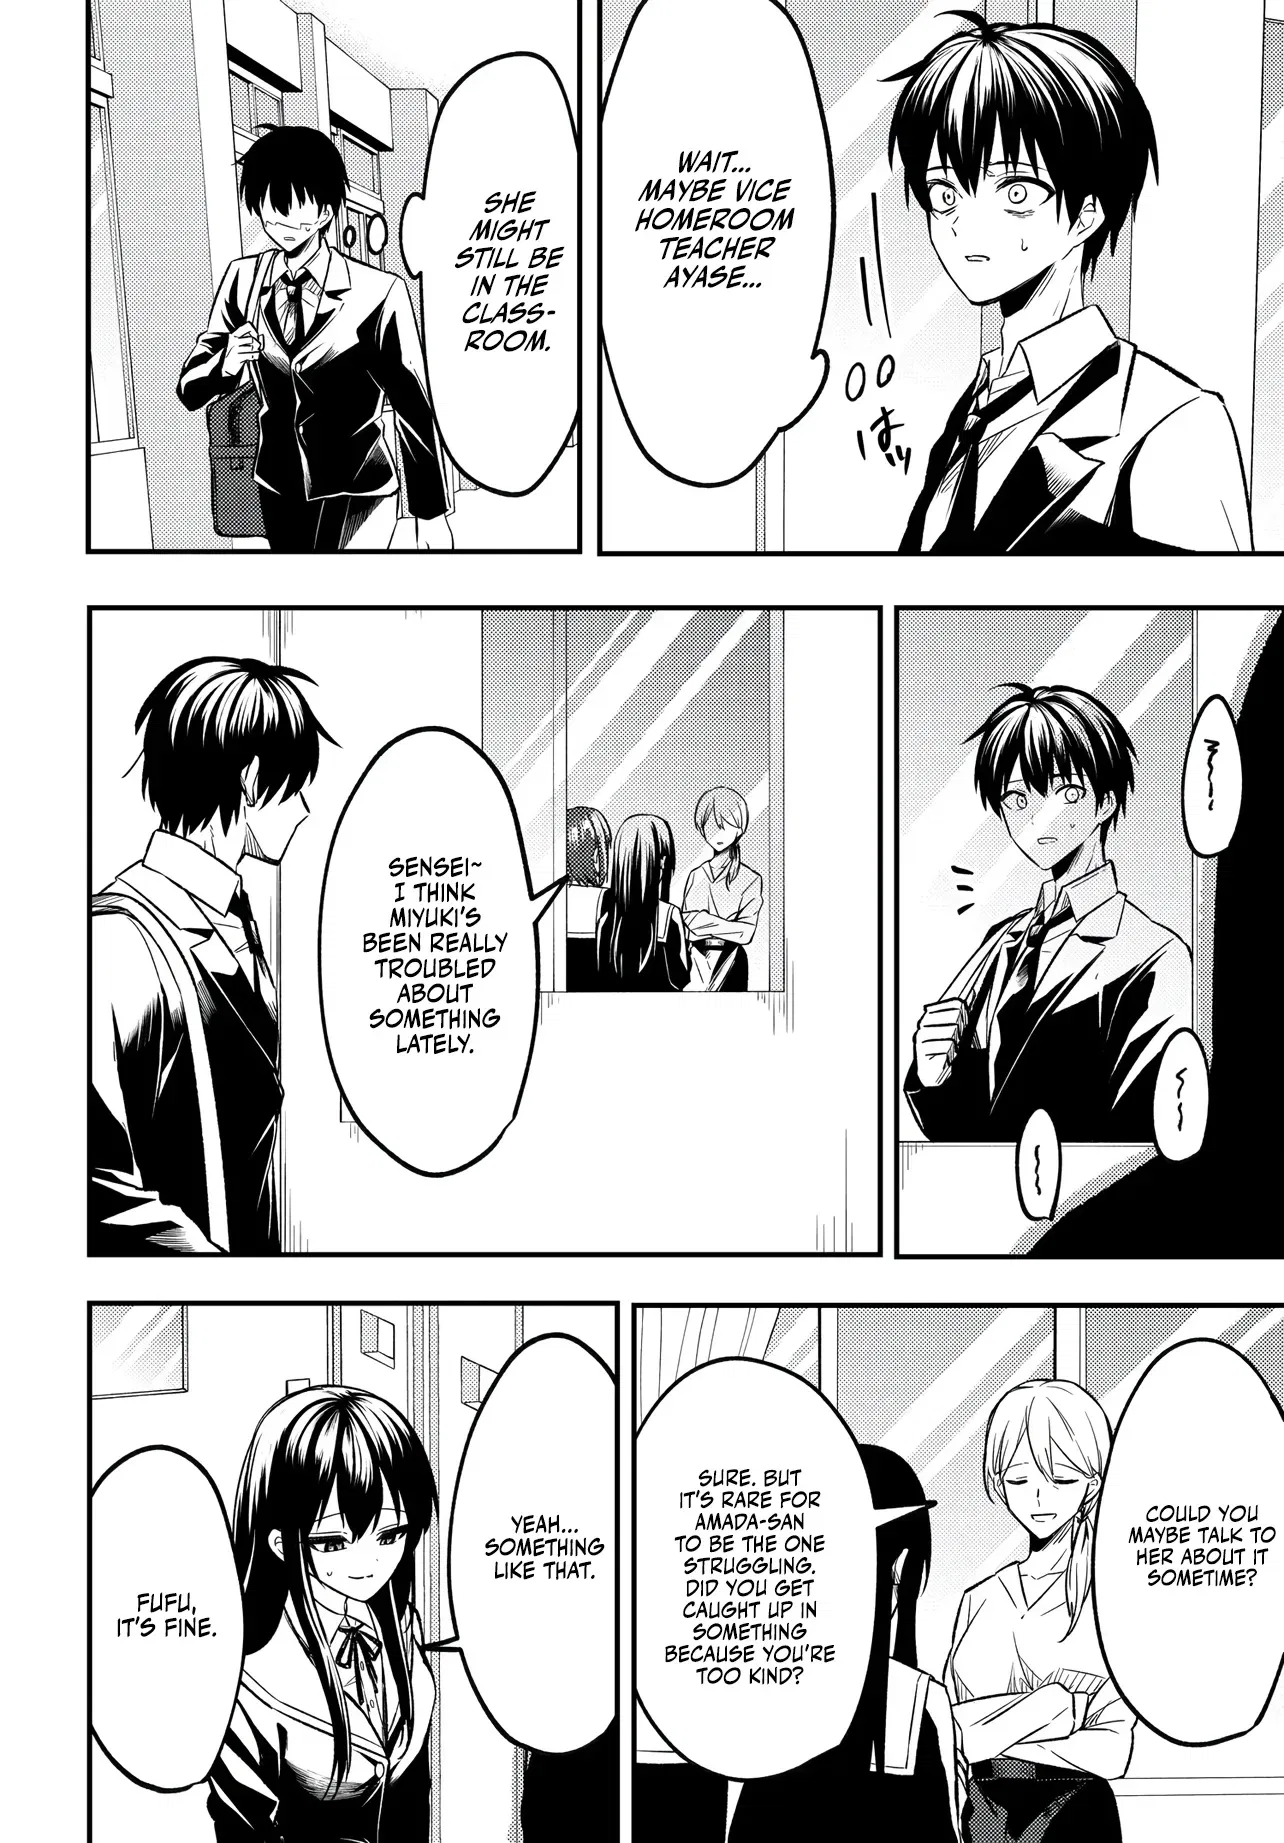 WAIT...
MAYBE VICE
HOMEROOM
TEACHER
AYASE...
はッ
SHE
MIGHT
STILL BE
IN THE
CLASS-
ROOM.
SENSEI~
I THINK
MIYUKI'S
BEEN REALLY
TROUBLED
ABOUT
SOMETHING
LATELY.
COULD YOU
MAYBE TALK TO
HER ABOUT IT
SOMETIME?
SURE. BUT
IT'S RARE FOR
AMADA-SAN
TO BE THE ONE
STRUGGLING.
DID YOU GET
CAUGHT UP IN
SOMETHING
BECAUSE YOU'RE
TOO KIND?
YEAH...
SOMETHING
LIKE THAT.
FUFU,
IT'S FINE.